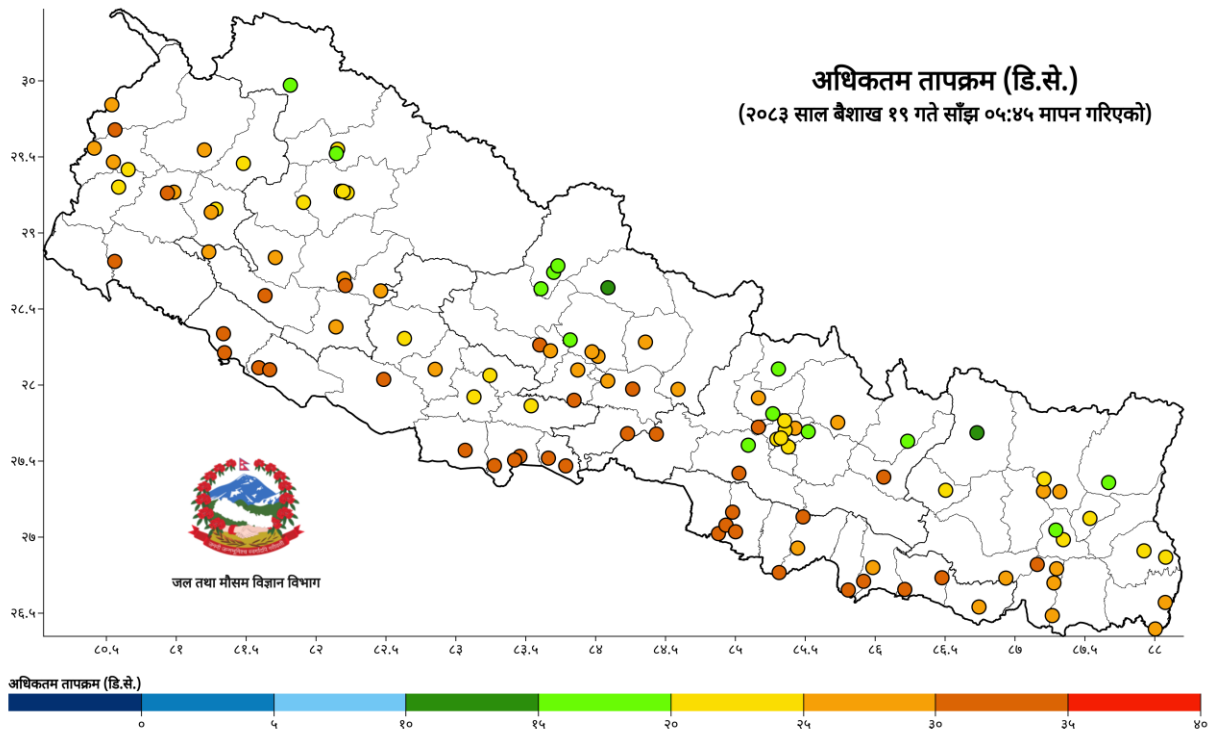 अधिकतम तापक्रम (डि.से.)
(२०८३ साल बैशाख १९ गते साँझ ०५:४५ मापन गरिएको)
३०
२९.५
२९
२८.५
२८
२७.५
२७
२६.५
८०.५ ८१ ८१.५ ८२ ८२.५ ८३ ८३.५ ८४ ८४.५ ८५ ८५.५ ८६ ८६.५ ८७ ८७.५ ८८
जल तथा मौसम विज्ञान विभाग
अधिकतम तापक्रम (डि.से.)
० ५ १० १५ २० २५ ३० ३५ ४०